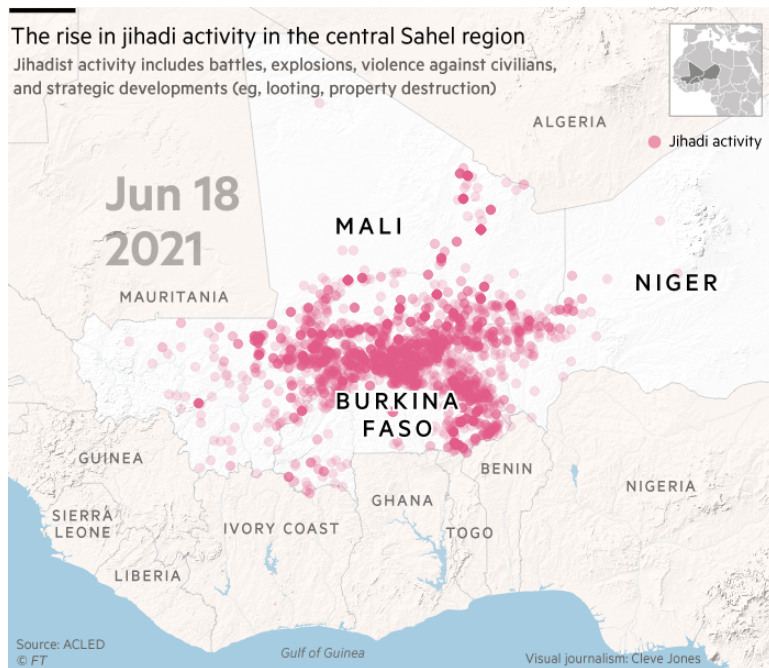 The rise in jihadi activity in the central Sahel region
Jihadist activity includes battles, explosions, violence against civilians,
and strategic developments (eg, looting, property destruction)
ALGERIA
Jihadi activity
Jun 18
2021
MALI
NIGER
MAURITANIA
BURKINA
FASO
GUINEA
BENIN
NIGERIA
SIERRA
LEONE
IVORY COAST
GHANA
TOGO
LIBERIA
Source: ACLED
© FT
Gulf of Guinea
Visual journalism: Cleve Jones